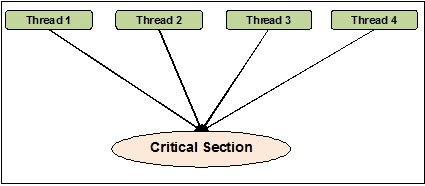 Thread 1
Thread 2
Thread 3
Thread 4
Critical Section